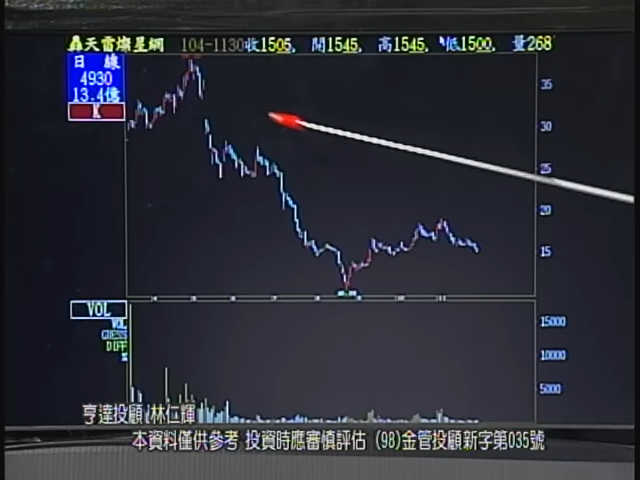 轟天雷燦星網 104-1130收1505, 開1545, 高1545, 低1500, 量268
日 線
4930
13.4億
K
35
30
25
20
15
VOL
VOL
GUESS
DIFF
15000
10000
5000
亨達投顧 林仁輝
本資料僅供參考 投資時應審慎評估 (98)金管投顧新字第035號